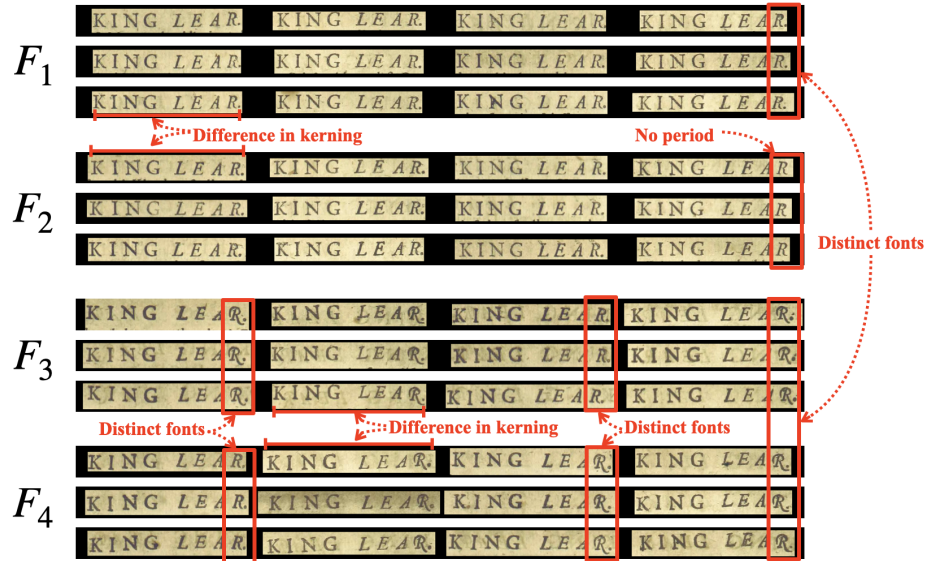 KING LEAR. KING LEAR. KING LEAR. KING LEAR.
F1 KING LEAR. KING LEAR. KING LEAR. KING LEAR.
KING LEAR. KING LEAR. KING LEAR. KING LEAR.
Difference in kerning No period
KING LEAR. KING LEAR. KING LEAR. KING LEAR
F2 KING LEAR. KING LEAR. KING LEAR. KING LEAR
KING LEAR. KING LEAR. KING LEAR. KING LEAR
Distinct fonts
KING LEAR. KING LEAR. KING LEAR. KING LEAR.
F3 KING LEAR. KING LEAR. KING LEAR. KING LEAR.
KING LEAR. KING LEAR. KING LEAR. KING LEAR.
Distinct fonts Difference in kerning Distinct fonts
KING LEAR. KING LEAR. KING LEAR. KING LEAR.
F4 KING LEAR. KING LEAR. KING LEAR. KING LEAR.
KING LEAR. KING LEAR. KING LEAR. KING LEAR.